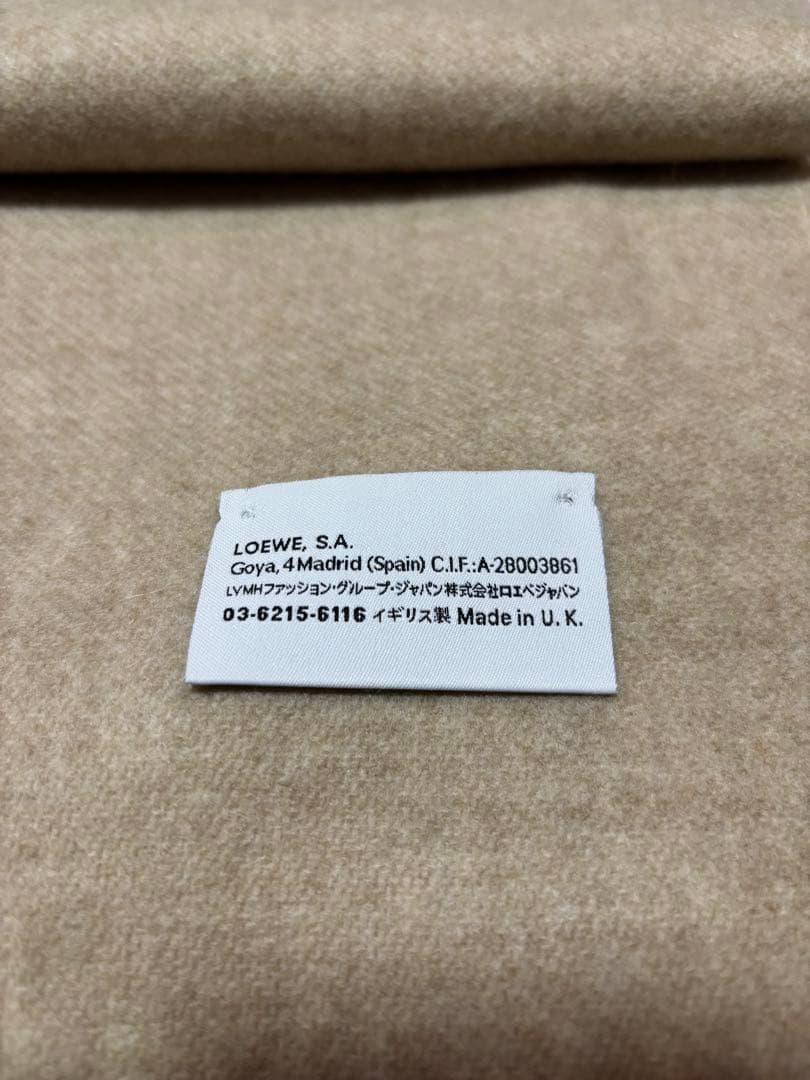 LOEWE, S.A.
Goya, 4 Madrid (Spain) C.I.F.:A-28003861
LVMHファッション・グループ・ジャパン株式会社ロエベジャパン
03-6215-6116 イギリス製 Made in U. K.